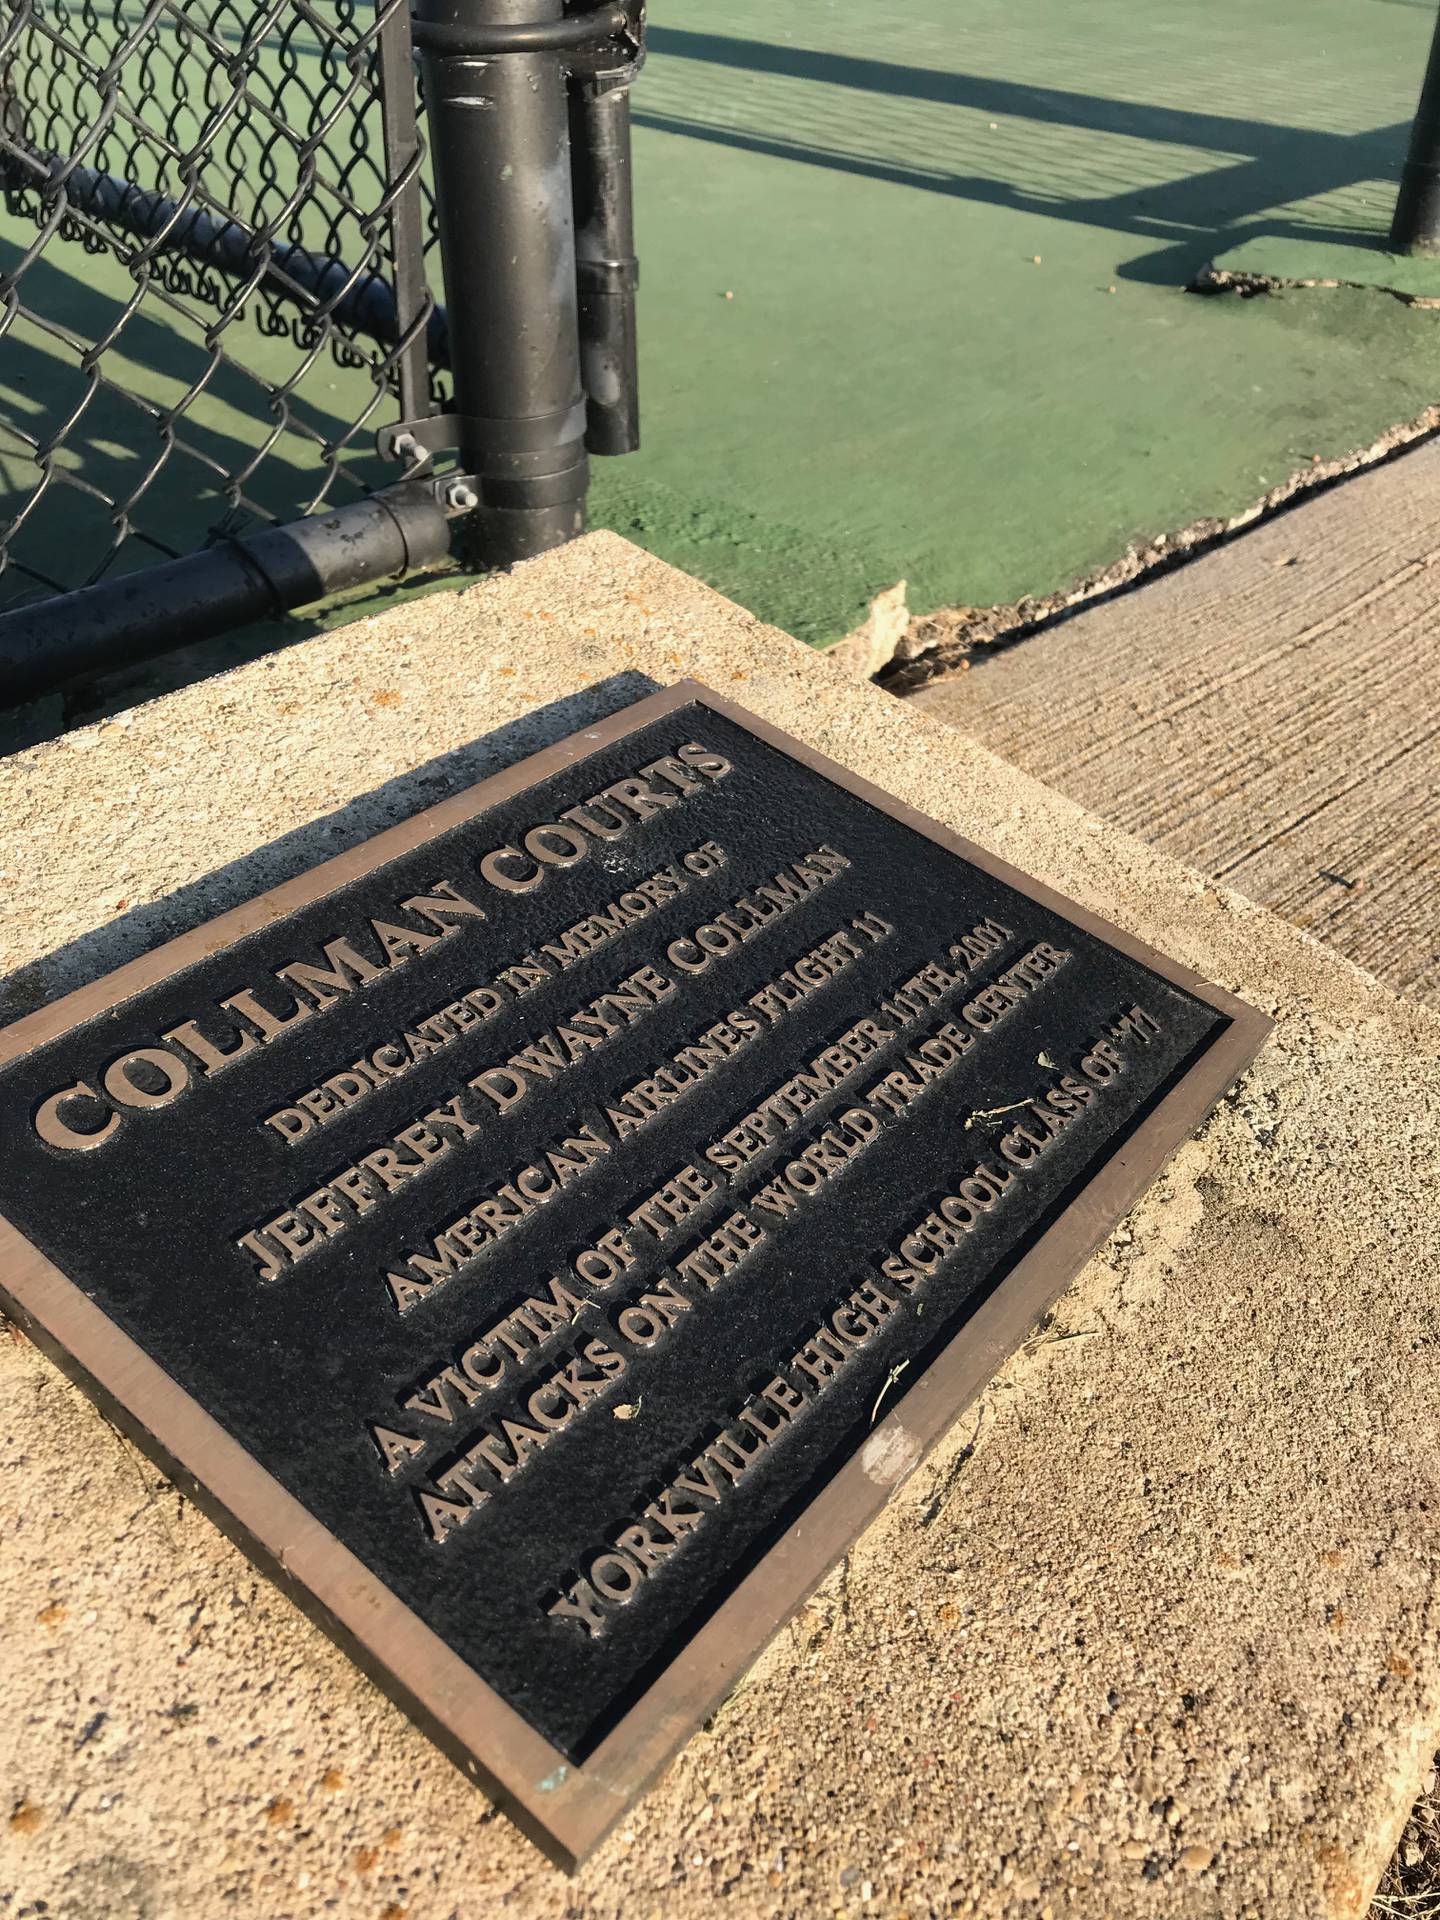 COLLMAN COURTS
DEDICATED IN MEMORY OF
JEFFREY DWAYNE COLLMAN
AMERICAN AIRLINES FLIGHT 11
A VICTIM OF THE SEPTEMBER 11TH, 2001
ATTACKS ON THE WORLD TRADE CENTER
YORKVILLE HIGH SCHOOL CLASS OF '77